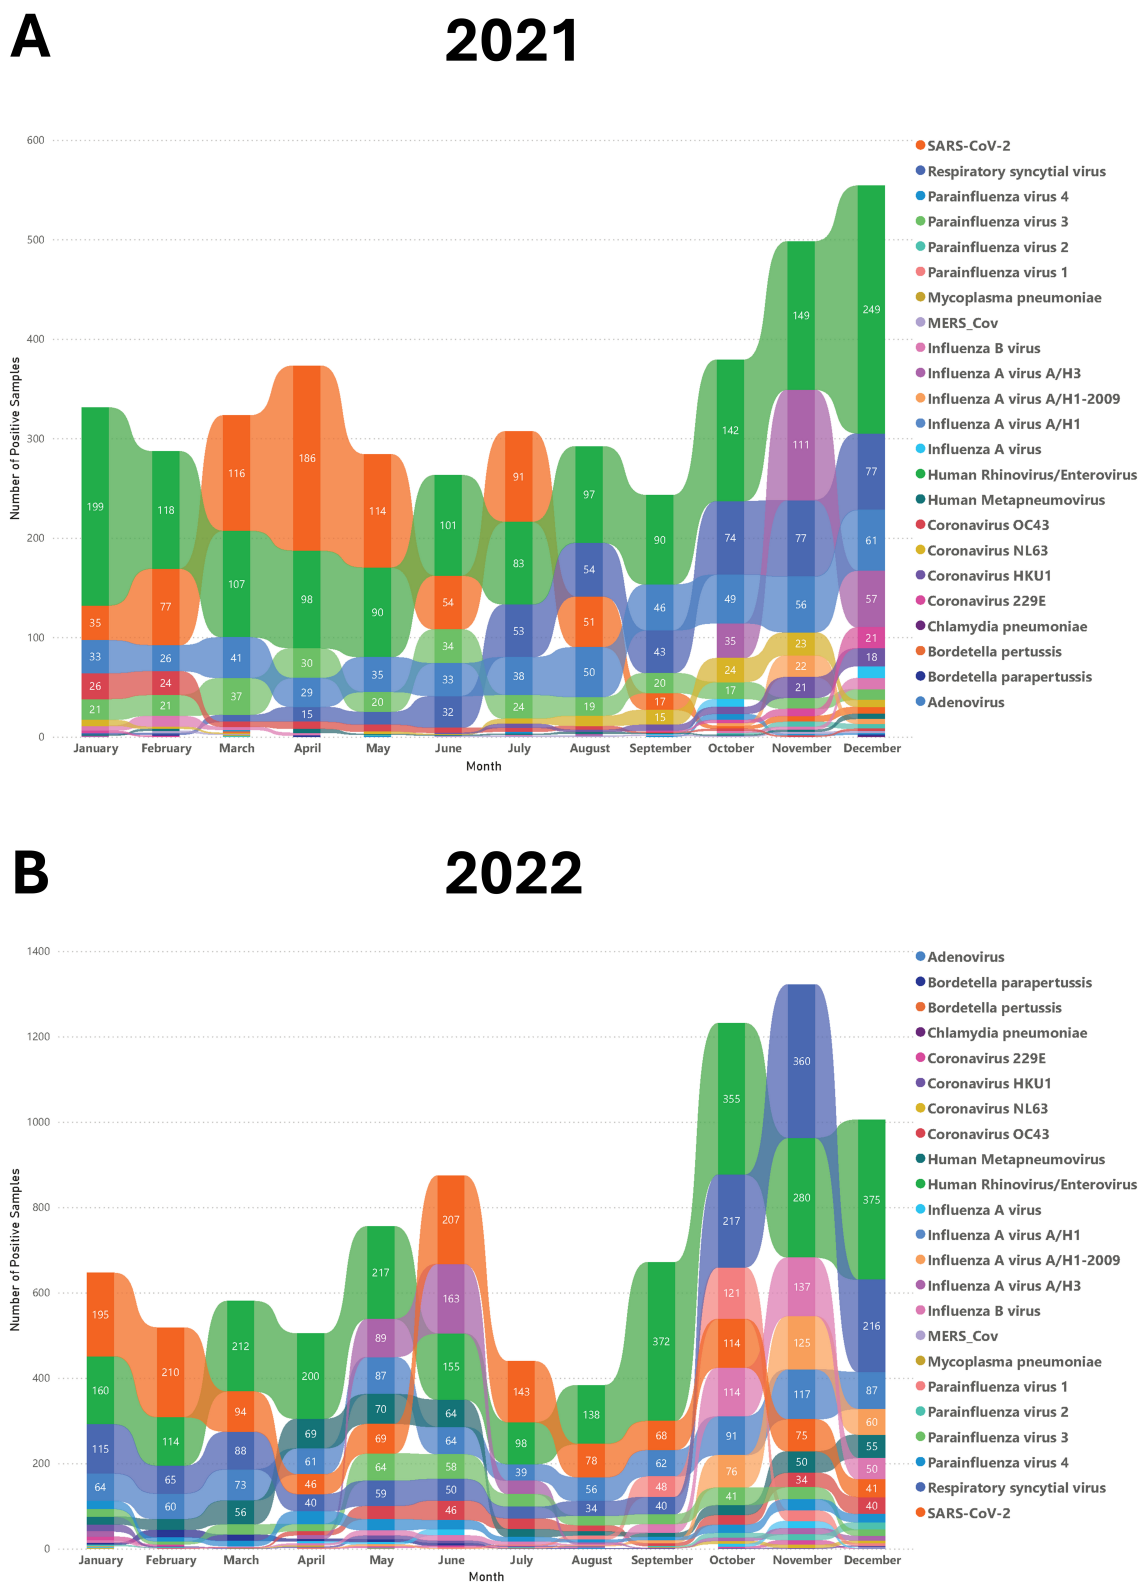 A
2021
600
500
400
300
200
100
0
Number of Positive Samples
199
35
33
26
21
118
77
26
24
21
116
107
41
37
186
98
30
29
15
114
90
35
20
101
54
34
33
32
91
83
53
38
24
97
54
51
50
19
90
46
43
20
17
15
142
74
49
35
24
17
149
111
77
56
23
22
21
249
77
61
57
21
18
January February March April May June July August September October November December
Month
SARS-CoV-2
Respiratory syncytial virus
Parainfluenza virus 4
Parainfluenza virus 3
Parainfluenza virus 2
Parainfluenza virus 1
Mycoplasma pneumoniae
MERS_Cov
Influenza B virus
Influenza A virus A/H3
Influenza A virus A/H1-2009
Influenza A virus A/H1
Influenza A virus
Human Rhinovirus/Enterovirus
Human Metapneumovirus
Coronavirus OC43
Coronavirus NL63
Coronavirus HKU1
Coronavirus 229E
Chlamydia pneumoniae
Bordetella pertussis
Bordetella parapertussis
Adenovirus
B
2022
1400
1200
1000
800
600
400
200
0
Number of Positive Samples
195
160
115
64
210
114
65
60
212
94
88
73
56
200
69
61
46
40
217
89
87
70
69
64
59
207
163
155
64
64
58
50
46
143
98
39
138
78
56
34
372
68
62
48
40
355
217
121
114
114
91
76
41
360
280
137
125
117
75
50
34
375
216
87
60
55
50
41
40
January February March April May June July August September October November December
Month
Adenovirus
Bordetella parapertussis
Bordetella pertussis
Chlamydia pneumoniae
Coronavirus 229E
Coronavirus HKU1
Coronavirus NL63
Coronavirus OC43
Human Metapneumovirus
Human Rhinovirus/Enterovirus
Influenza A virus
Influenza A virus A/H1
Influenza A virus A/H1-2009
Influenza A virus A/H3
Influenza B virus
MERS_Cov
Mycoplasma pneumoniae
Parainfluenza virus 1
Parainfluenza virus 2
Parainfluenza virus 3
Parainfluenza virus 4
Respiratory syncytial virus
SARS-CoV-2